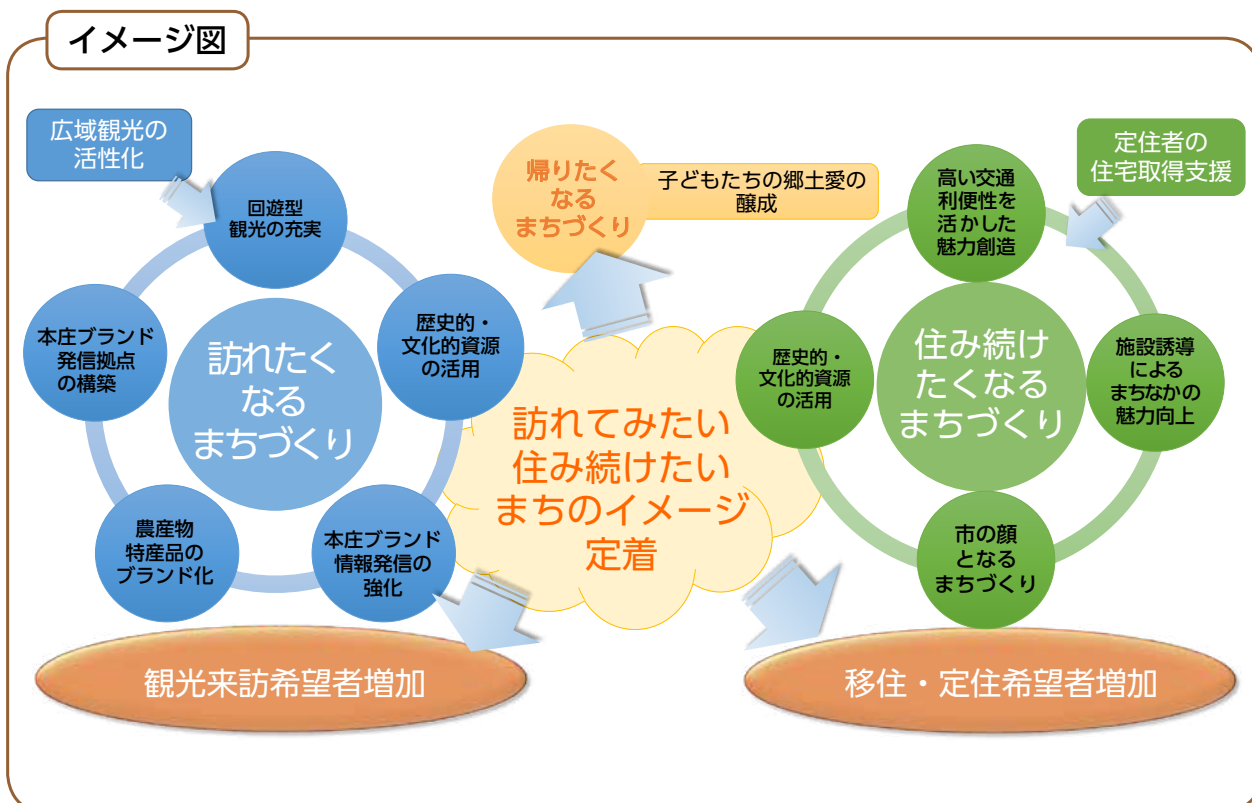 イメージ図
広域観光の
活性化
回遊型
観光の充実
本庄ブランド
発信拠点
の構築
歴史的・
文化的資源
の活用
訪れたく
なる
まちづくり
農産物
特産品の
ブランド化
本庄ブランド
情報発信の
強化
観光来訪希望者増加
帰りたく
なる
まちづくり
子どもたちの郷土愛の
醸成
訪れてみたい
住み続けたい
まちのイメージ
定着
定住者の
住宅取得支援
高い交通
利便性を
活かした
魅力創造
歴史的・
文化的資源
の活用
住み続け
たくなる
まちづくり
施設誘導
による
まちなかの
魅力向上
市の顔
となる
まちづくり
移住・定住希望者増加